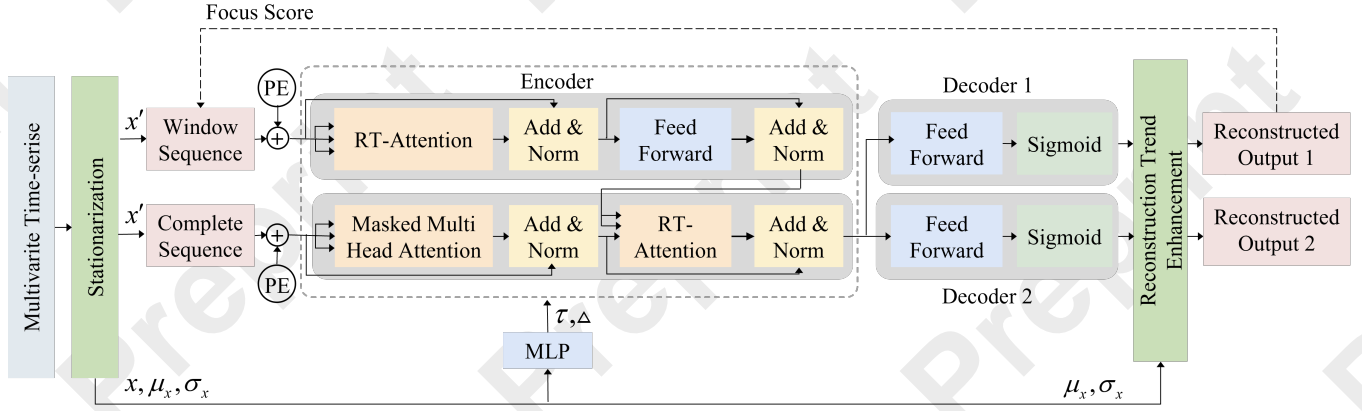 Focus Score
Multivarite Time-serise
Stationarization
x′
Window
Sequence
PE
Encoder
RT-Attention
Add &
Norm
Feed
Forward
Add &
Norm
Decoder 1
Feed
Forward
Sigmoid
Reconstruction Trend
Enhancement
Reconstructed
Output 1
x′
Complete
Sequence
PE
Masked Multi
Head Attention
Add &
Norm
RT-
Attention
Add &
Norm
Feed
Forward
Sigmoid
Decoder 2
Reconstructed
Output 2
τ,△
MLP
x, μₓ, σₓ
μₓ, σₓ
Preprint
Preprint
Preprint